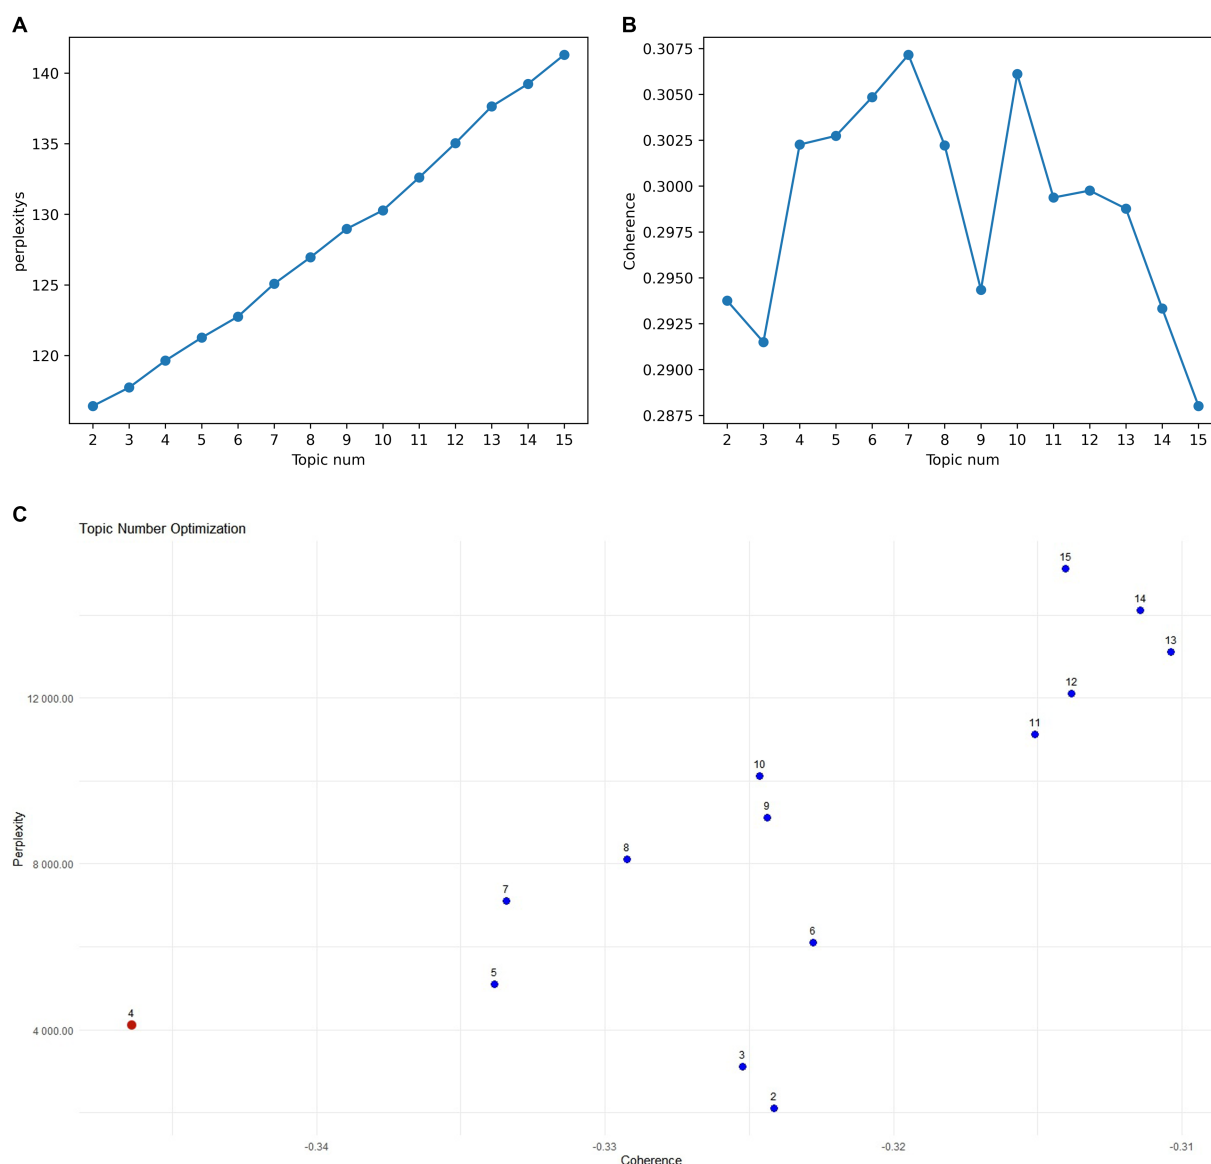 A
140
135
130
125
120
perplexitys
2 3 4 5 6 7 8 9 10 11 12 13 14 15
Topic num
B
0.3075
0.3050
0.3025
0.3000
0.2975
0.2950
0.2925
0.2900
0.2875
Coherence
2 3 4 5 6 7 8 9 10 11 12 13 14 15
Topic num
C
Topic Number Optimization
15
14
13
12
11
10
9
8
7
6
5
4
3
2
12 000.00
8 000.00
4 000.00
Perplexity
-0.34 -0.33 -0.32 -0.31
Coherence